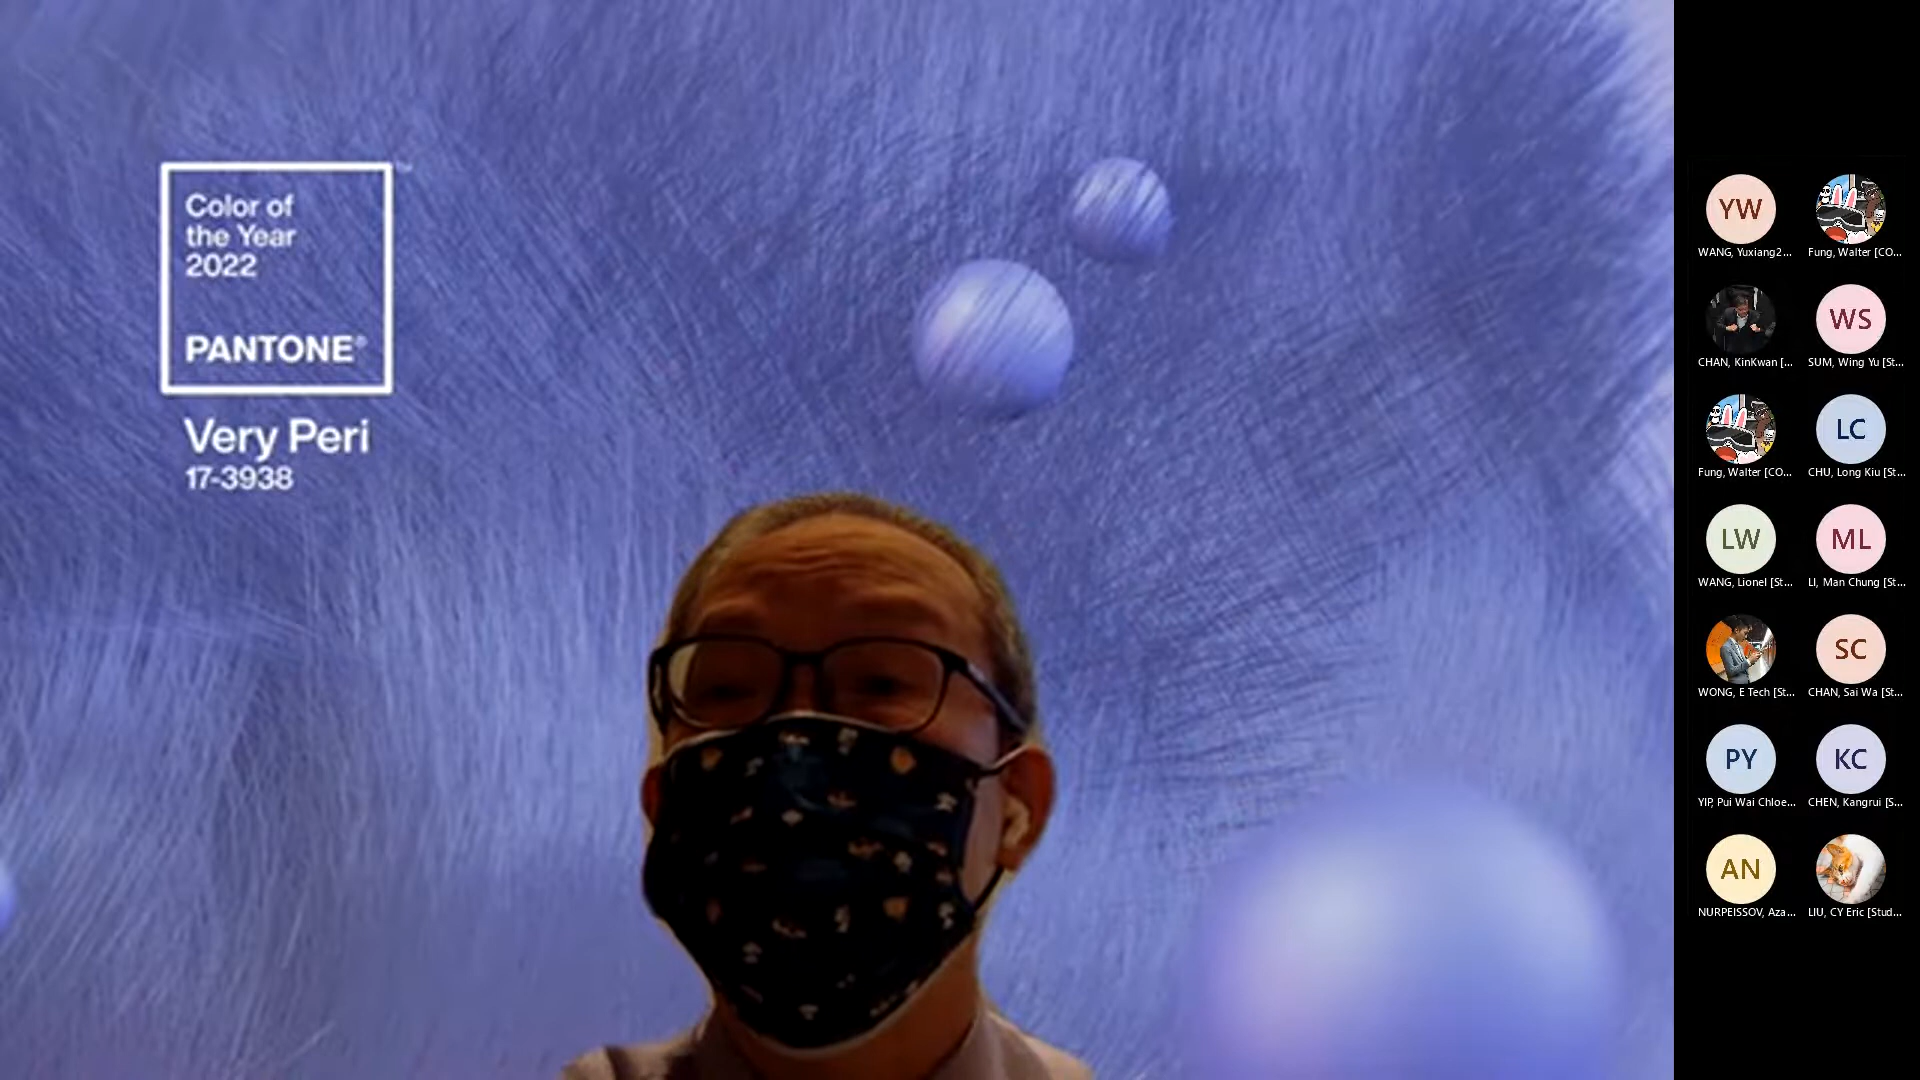 Color of
the Year
2022
PANTONE®
Very Peri
17-3938
YW
WANG, Yuxiang2...
Fung, Walter [CO...
CHAN, KinKwan [...
WS
SUM, Wing Yu [St...
Fung, Walter [CO...
LC
CHU, Long Kiu [St...
LW
WANG, Lionel [St...
ML
LI, Man Chung [St...
WONG, E Tech [St...
SC
CHAN, Sai Wa [St...
PY
YIP, Pui Wai Chloe...
KC
CHEN, Kangrui [S...
AN
NURPEISSOV, Aza...
LIU, CY Eric [Stud...